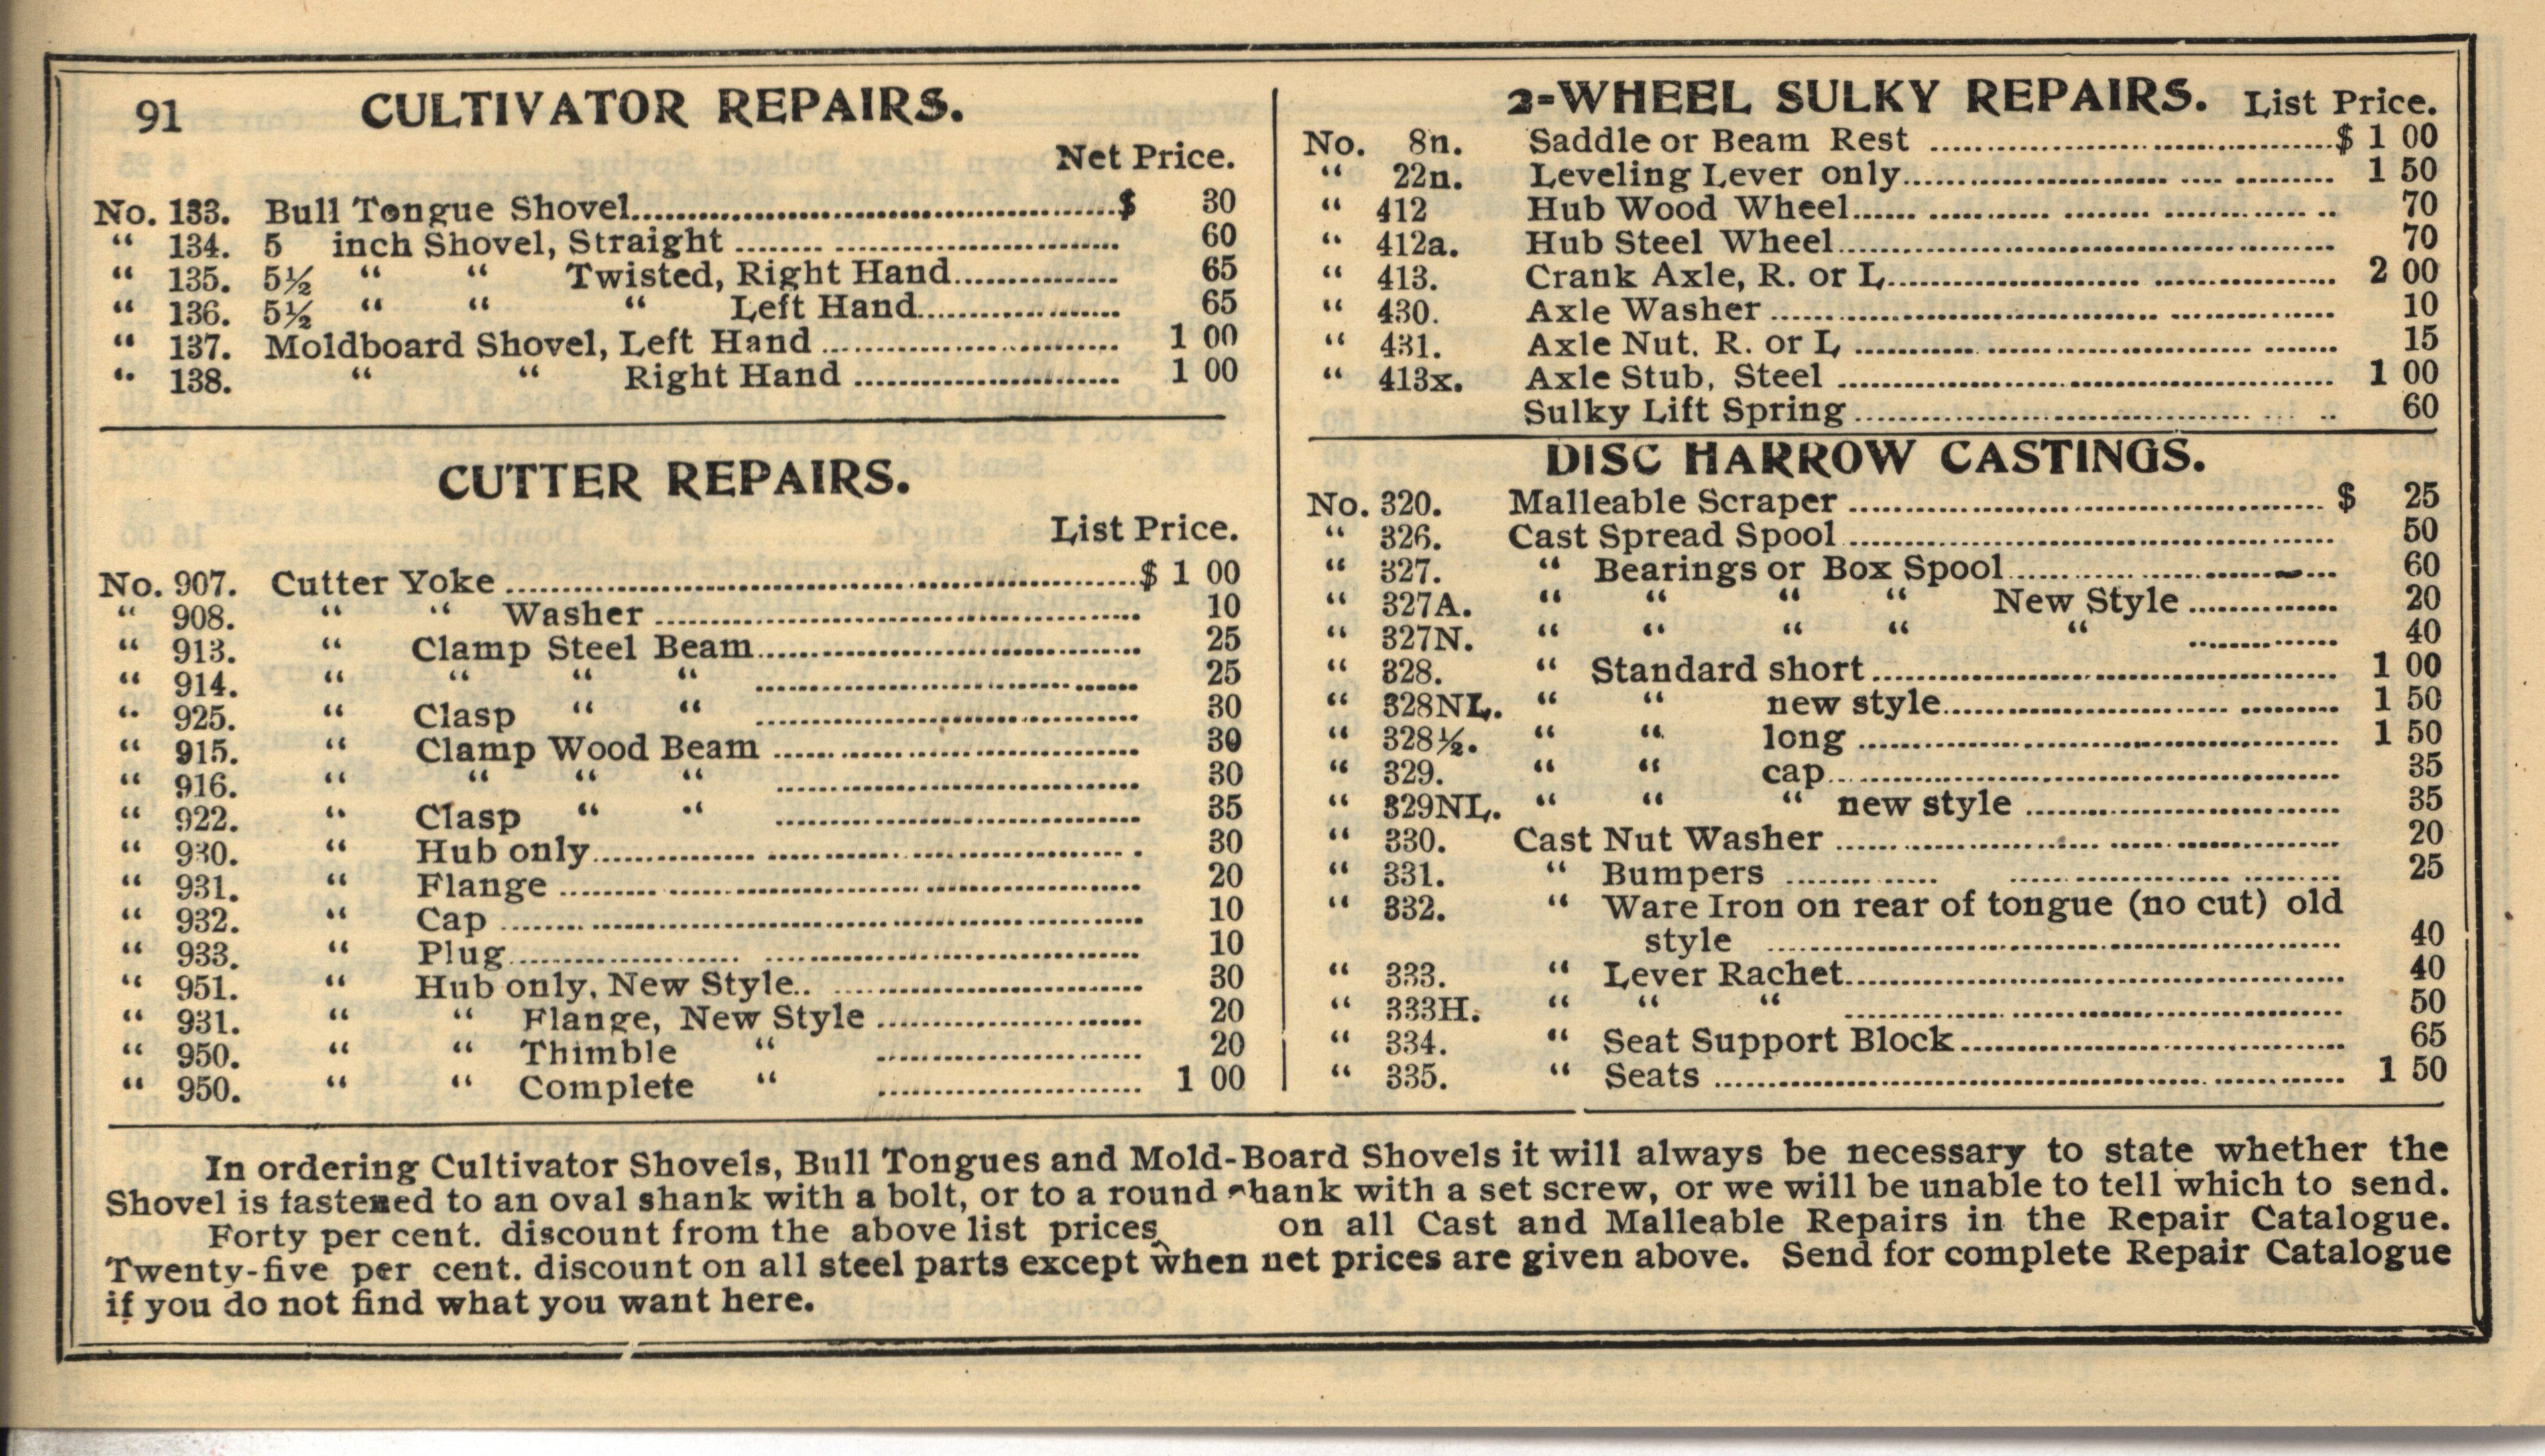 91 CULTIVATOR REPAIRS.
Net Price.
No. 133. Bull Tongue Shovel....................$ 30
“ 134. 5 inch Shovel, Straight .................... 60
“ 135. 5½ “ “ Twisted, Right Hand............... 65
“ 136. 5½ “ “ “ Left Hand.................... 65
“ 137. Moldboard Shovel, Left Hand .................... 1 00
“ 138. “ “ Right Hand .................... 1 00
CUTTER REPAIRS.
List Price.
No. 907. Cutter Yoke ....................$ 1 00
“ 908. “ “ Washer .................... 10
“ 913. “ Clamp Steel Beam.................... 25
“ 914. “ “ “ “ .................... 25
“ 925. “ Clasp “ “ .................... 30
“ 915. “ Clamp Wood Beam .................... 30
“ 916. “ “ “ “ .................... 30
“ 922. “ Clasp “ “ .................... 35
“ 930. “ Hub only.................... 30
“ 931. “ Flange .................... 20
“ 932. “ Cap .................... 10
“ 933. “ Plug.................... 10
“ 951. “ Hub only, New Style.. .................... 30
“ 931. “ “ Flange, New Style .................... 20
“ 950. “ “ Thimble “ .................... 20
“ 950. “ “ Complete “ .................... 1 00
2-WHEEL SULKY REPAIRS. List Price.
No. 8n. Saddle or Beam Rest ....................$ 1 00
“ 22n. Leveling Lever only.................... 1 50
“ 412 Hub Wood Wheel.................... 70
“ 412a. Hub Steel Wheel.................... 70
“ 413. Crank Axle, R. or L.................... 2 00
“ 430. Axle Washer .................... 10
“ 431. Axle Nut. R. or L .................... 15
“ 413x. Axle Stub, Steel .................... 1 00
Sulky Lift Spring .................... 60
DISC HARROW CASTINGS.
No. 320. Malleable Scraper .................... $ 25
“ 326. Cast Spread Spool .................... 50
“ 327. “ Bearings or Box Spool.................... 60
“ 327A. “ “ “ “ New Style .............. 20
“ 327N. “ “ “ “ “ .............. 40
“ 328. “ Standard short .................... 1 00
“ 328NL. “ “ new style.................... 1 50
“ 328½. “ “ long .................... 1 50
“ 329. “ “ cap.................... 35
“ 329NL. “ “ “ new style .................... 35
“ 330. Cast Nut Washer .................... 20
“ 331. “ Bumpers .................... 25
“ 332. “ Ware Iron on rear of tongue (no cut) old
style .................... 40
“ 333. “ Lever Rachet.................... 40
“ 333H. “ “ “ .................... 50
“ 334. “ Seat Support Block.................... 65
“ 335. “ Seats .................... 1 50
In ordering Cultivator Shovels, Bull Tongues and Mold-Board Shovels it will always be necessary to state whether the
Shovel is fastened to an oval shank with a bolt, or to a round shank with a set screw, or we will be unable to tell which to send.
Forty per cent. discount from the above list prices on all Cast and Malleable Repairs in the Repair Catalogue.
Twenty-five per cent. discount on all steel parts except when net prices are given above. Send for complete Repair Catalogue
if you do not find what you want here.